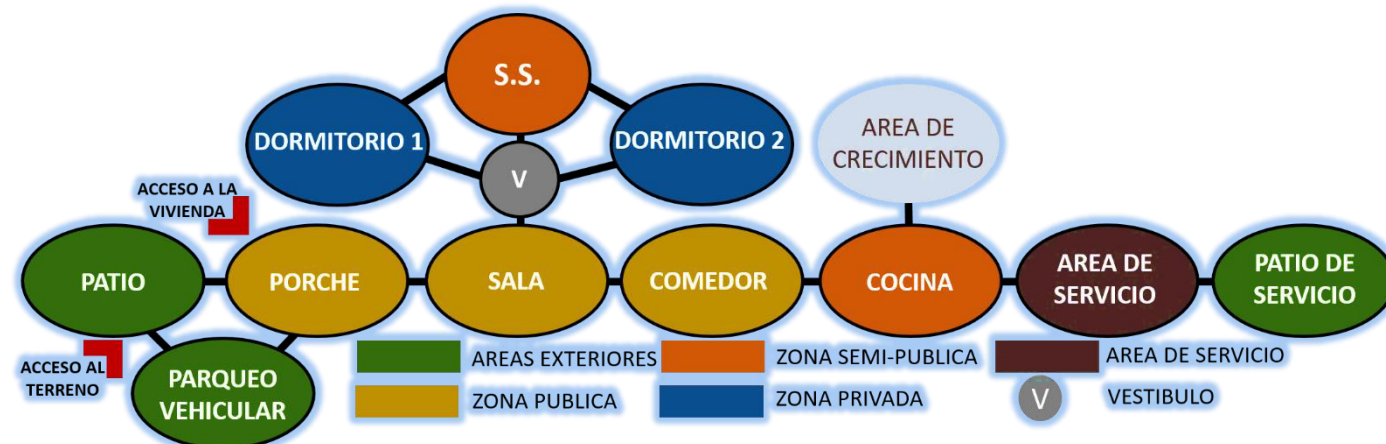 S.S.
DORMITORIO 1
DORMITORIO 2
V
AREA DE
CRECIMIENTO
ACCESO A LA
VIVIENDA
PATIO
PORCHE
SALA
COMEDOR
COCINA
AREA DE
SERVICIO
PATIO DE
SERVICIO
ACCESO AL
TERRENO
PARQUEO
VEHICULAR
AREAS EXTERIORES
ZONA SEMI-PUBLICA
AREA DE SERVICIO
ZONA PUBLICA
ZONA PRIVADA
V
VESTIBULO